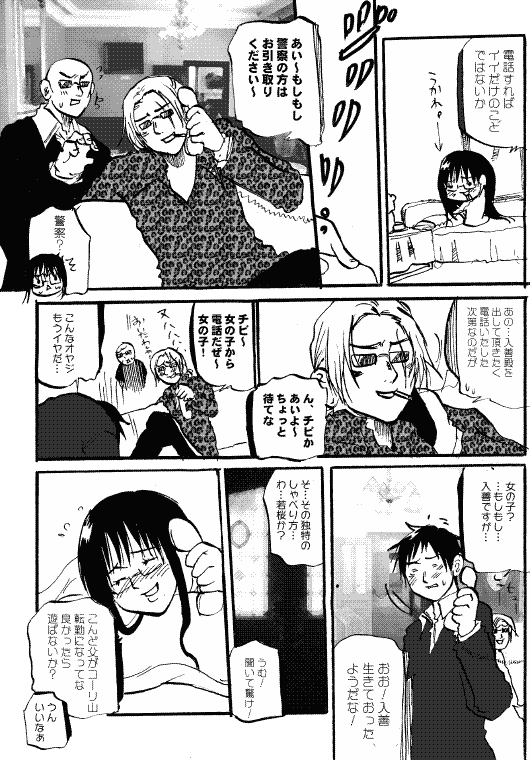 電話すれば
イイだけのこと
ではないか
うかれ。
叩
叩
叩
叩
あい〜もしもし
警察の方は
お引き取り
ください〜
警察？
あの…入善殿を
出して頂きたく
電話いたした
次第なのだが
ん、チビか
あいよ〜
ちょっと
待てな
チビ〜
女の子から
電話だぜ〜
女の子！
こんなオヤジ
もうイヤだ…
女の子？
…もしもし
入善ですが…
おお！入善
生きておった
ようだな！
そ…その独特の
しゃべり方…
わ…若桜か？
うむ！
聞いて驚け！
こんど父がコーリ山
転勤になってな
良かったら
遊ばないか？
うん
いいなぁ